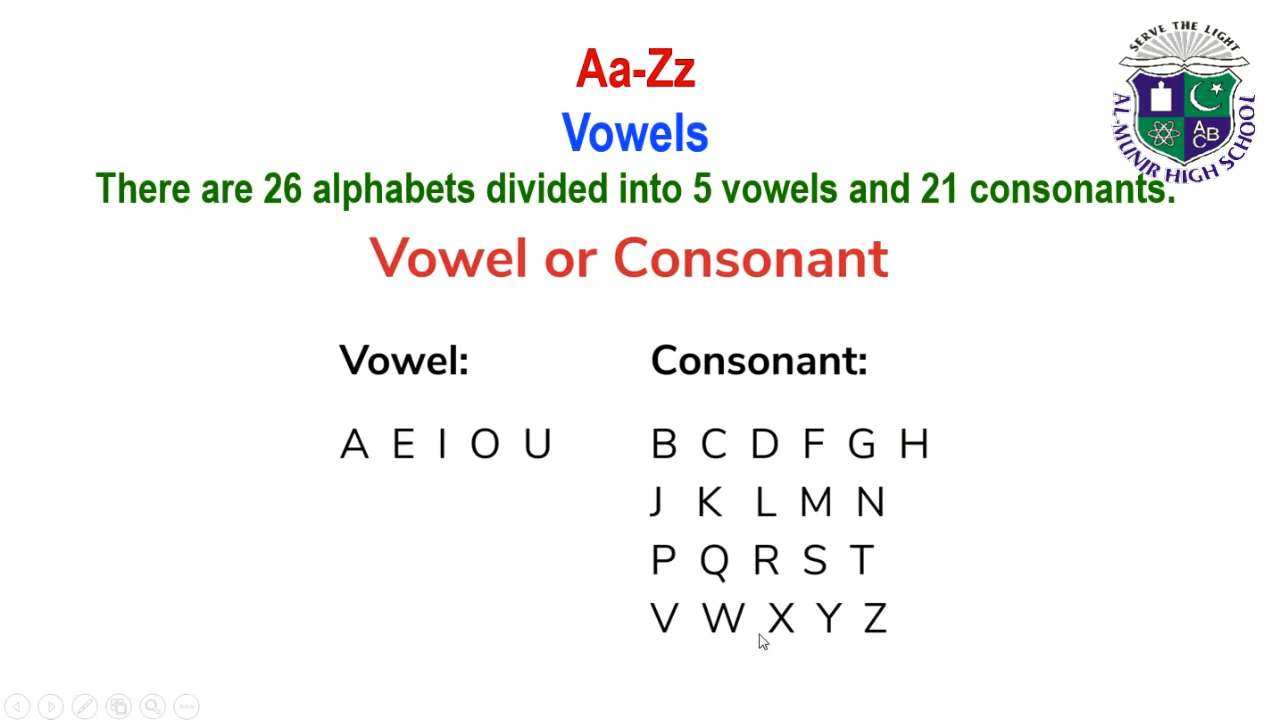 SERVE THE LIGHT
A B C
AL-MUNIR HIGH SCHOOL
Aa-Zz
Vowels
There are 26 alphabets divided into 5 vowels and 21 consonants.
Vowel or Consonant
Vowel:
A E I O U
Consonant:
B C D F G H
J K L M N
P Q R S T
V W X Y Z